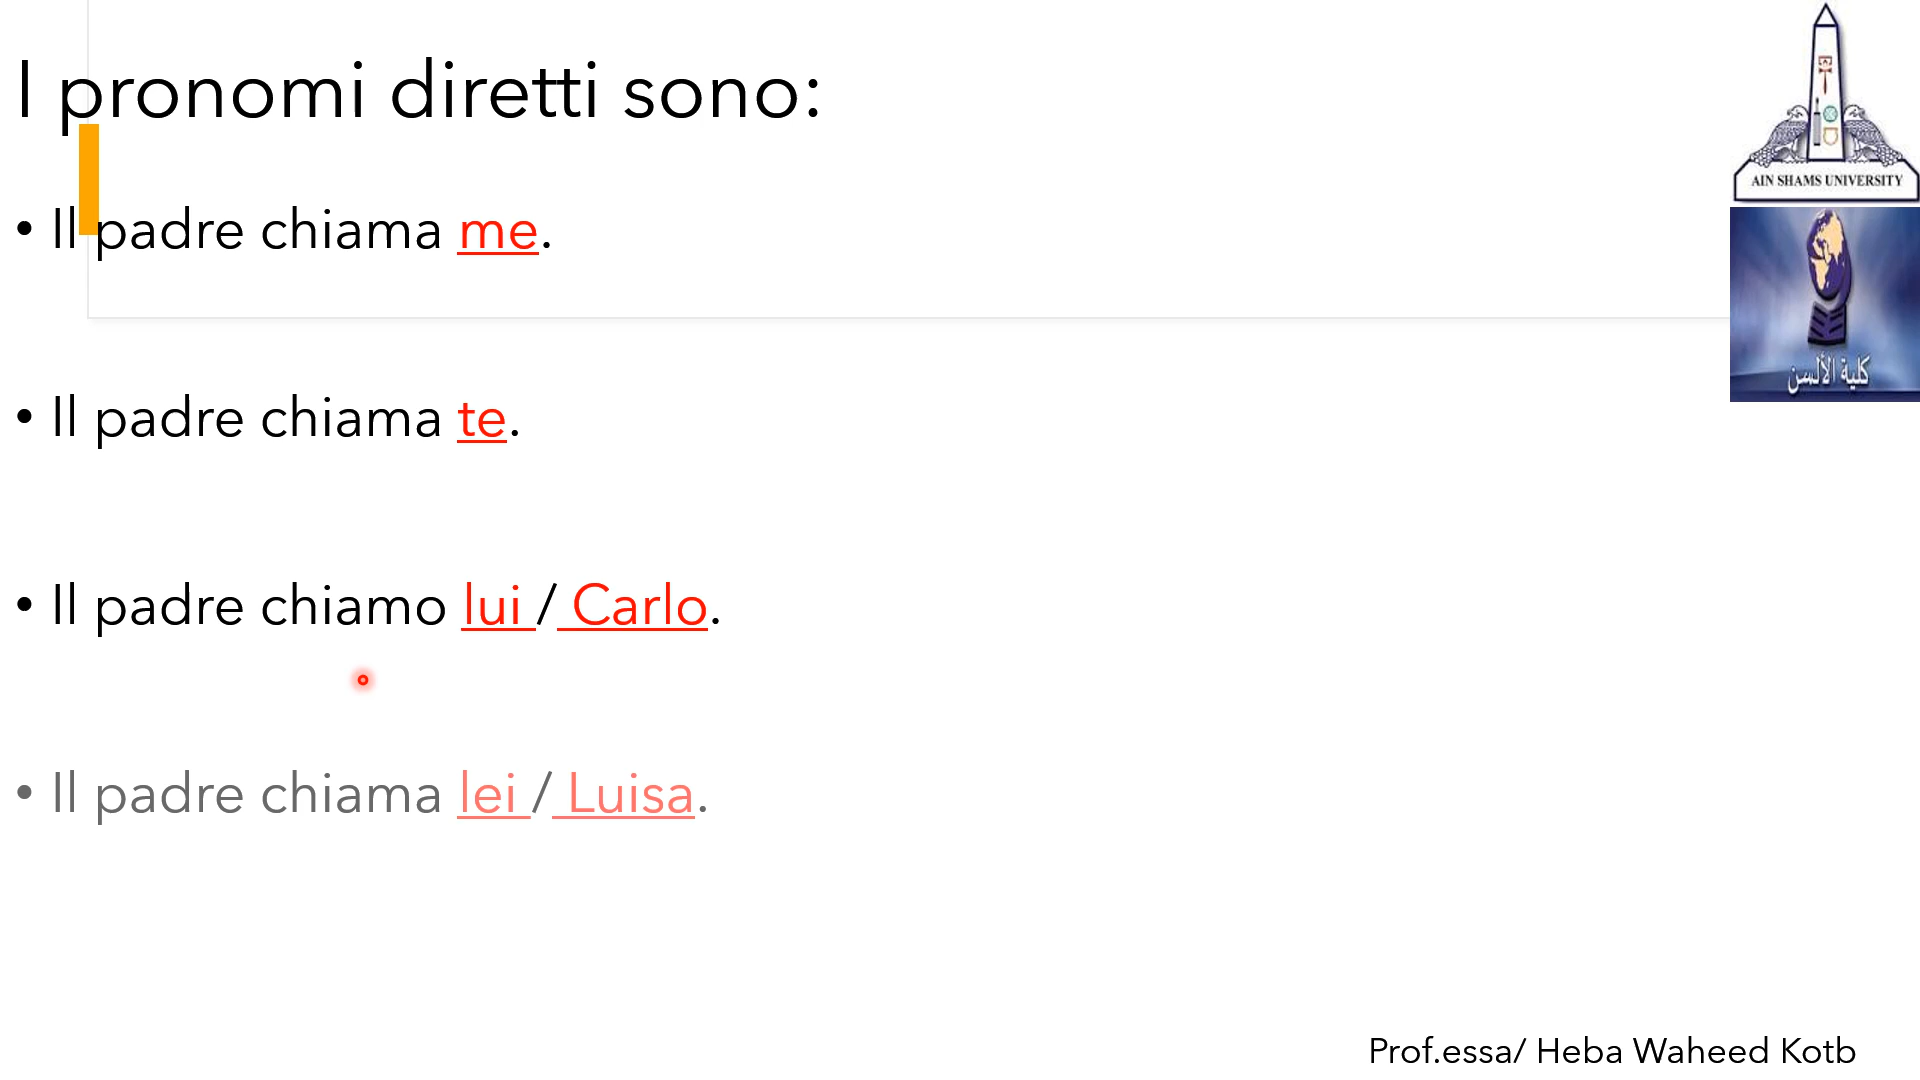 I pronomi diretti sono:
• Il padre chiama me.
• Il padre chiama te.
• Il padre chiamo lui / Carlo.
• Il padre chiama lei / Luisa.
AIN SHAMS UNIVERSITY
كلية الألسن
Prof.essa/ Heba Waheed Kotb